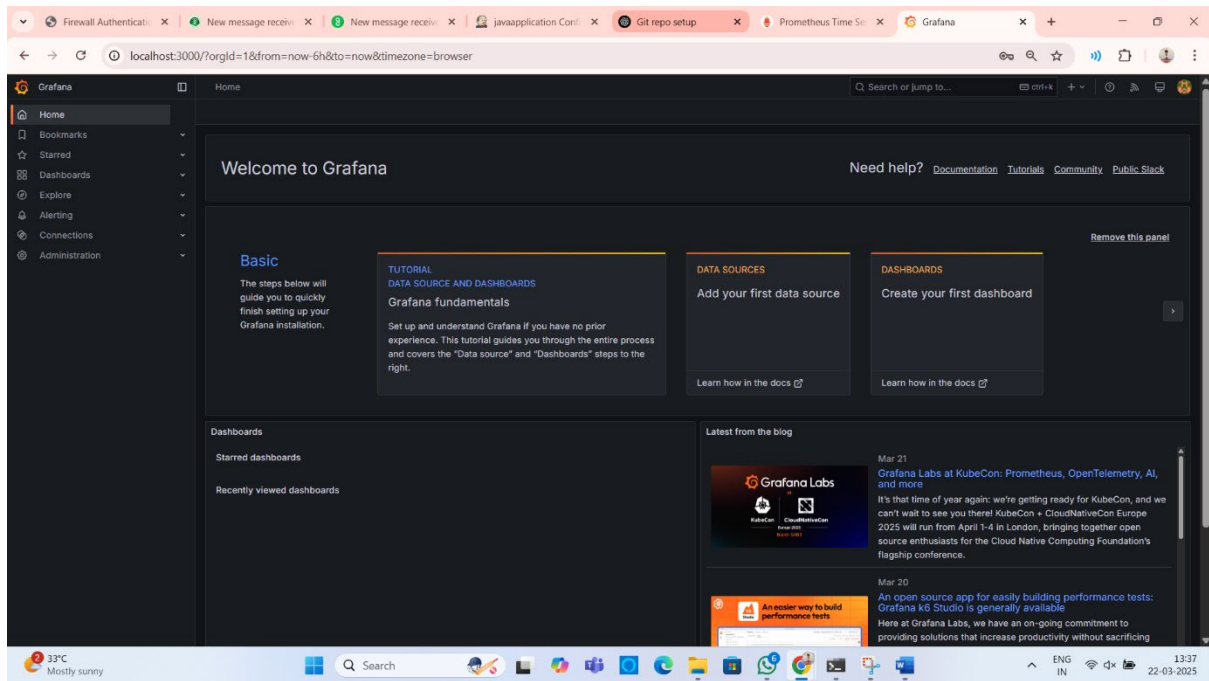 Firewall Authenticatic
New message receiv
New message receive
javaapplication Conf
Git repo setup
Prometheus Time Se
Grafana
localhost:3000/?orgId=1&from=now-6h&to=now&timezone=browser
Grafana
Home
Search or jump to...
ctrl+k
Home
Bookmarks
Starred
Dashboards
Explore
Alerting
Connections
Administration
Welcome to Grafana
Need help? Documentation Tutorials Community Public Slack
Remove this panel
Basic
The steps below will
guide you to quickly
finish setting up your
Grafana installation.
TUTORIAL
DATA SOURCE AND DASHBOARDS
Grafana fundamentals
Set up and understand Grafana if you have no prior
experience. This tutorial guides you through the entire process
and covers the “Data source” and “Dashboards” steps to the
right.
DATA SOURCES
Add your first data source
Learn how in the docs
DASHBOARDS
Create your first dashboard
Learn how in the docs
Dashboards
Starred dashboards
Recently viewed dashboards
Latest from the blog
Grafana Labs
at
KubeCon
CloudNativeCon
Europe 2025
Mar 21
Grafana Labs at KubeCon: Prometheus, OpenTelemetry, AI,
and more
It's that time of year again: we're getting ready for KubeCon, and we
can't wait to see you there! KubeCon + CloudNativeCon Europe
2025 will run from April 1-4 in London, bringing together open
source enthusiasts for the Cloud Native Computing Foundation's
flagship conference.
An easier way to build
performance tests
Mar 20
An open source app for easily building performance tests:
Grafana k6 Studio is generally available
Here at Grafana Labs, we have an on-going commitment to
providing solutions that increase productivity without sacrificing
2
33°C
Mostly sunny
Search
ENG
IN
13:37
22-03-2025